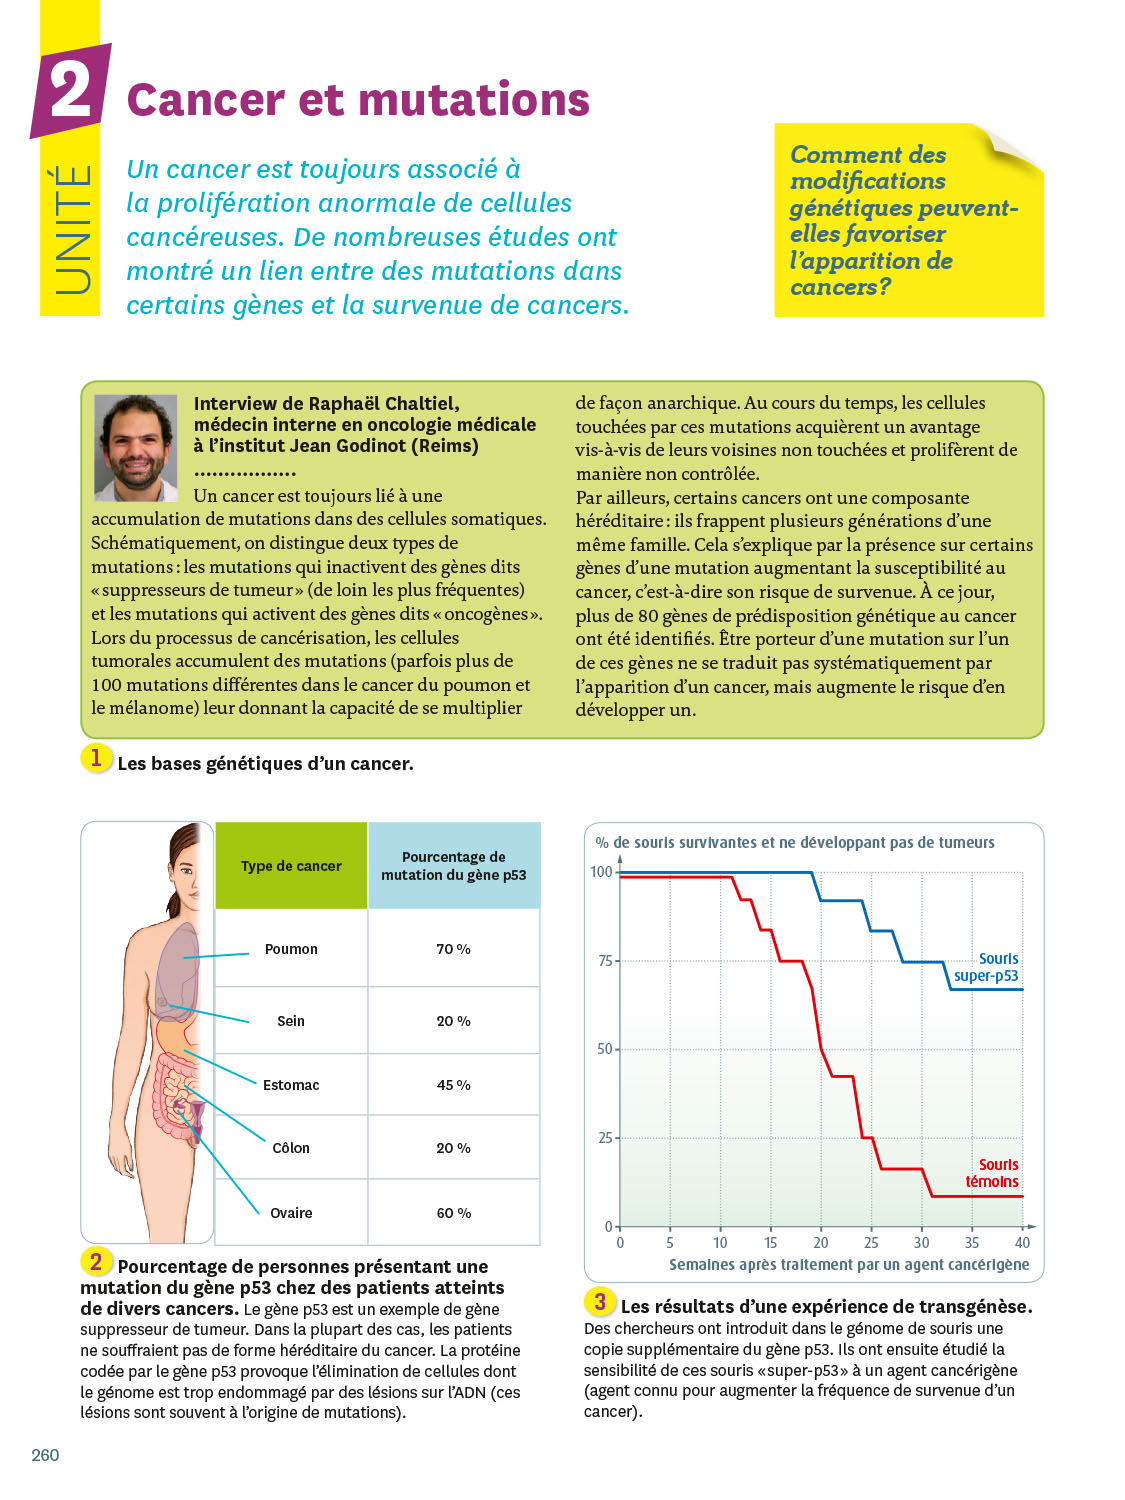 2
UNITÉ
Cancer et mutations
Un cancer est toujours associé à
la prolifération anormale de cellules
cancéreuses. De nombreuses études ont
montré un lien entre des mutations dans
certains gènes et la survenue de cancers.
Comment des
modifications
génétiques peuvent-
elles favoriser
l’apparition de
cancers?
Interview de Raphaël Chaltiel,
médecin interne en oncologie médicale
à l’institut Jean Godinot (Reims)
.................
Un cancer est toujours lié à une
accumulation de mutations dans des cellules somatiques.
Schématiquement, on distingue deux types de
mutations : les mutations qui inactivent des gènes dits
« suppresseurs de tumeur » (de loin les plus fréquentes)
et les mutations qui activent des gènes dits « oncogènes ».
Lors du processus de cancérisation, les cellules
tumorales accumulent des mutations (parfois plus de
100 mutations différentes dans le cancer du poumon et
le mélanome) leur donnant la capacité de se multiplier
de façon anarchique. Au cours du temps, les cellules
touchées par ces mutations acquièrent un avantage
vis-à-vis de leurs voisines non touchées et prolifèrent de
manière non contrôlée.
Par ailleurs, certains cancers ont une composante
héréditaire : ils frappent plusieurs générations d’une
même famille. Cela s’explique par la présence sur certains
gènes d’une mutation augmentant la susceptibilité au
cancer, c’est-à-dire son risque de survenue. À ce jour,
plus de 80 gènes de prédisposition génétique au cancer
ont été identifiés. Être porteur d’une mutation sur l’un
de ces gènes ne se traduit pas systématiquement par
l’apparition d’un cancer, mais augmente le risque d’en
développer un.
1 Les bases génétiques d’un cancer.
Type de cancer
Pourcentage de
mutation du gène p53
Poumon 70 %
Sein 20 %
Estomac 45 %
Côlon 20 %
Ovaire 60 %
2 Pourcentage de personnes présentant une
mutation du gène p53 chez des patients atteints
de divers cancers. Le gène p53 est un exemple de gène
suppresseur de tumeur. Dans la plupart des cas, les patients
ne souffraient pas de forme héréditaire du cancer. La protéine
codée par le gène p53 provoque l’élimination de cellules dont
le génome est trop endommagé par des lésions sur l’ADN (ces
lésions sont souvent à l’origine de mutations).
% de souris survivantes et ne développant pas de tumeurs
100
75
50
25
0
Souris
super-p53
Souris
témoins
0 5 10 15 20 25 30 35 40
Semaines après traitement par un agent cancérigène
3 Les résultats d’une expérience de transgénèse.
Des chercheurs ont introduit dans le génome de souris une
copie supplémentaire du gène p53. Ils ont ensuite étudié la
sensibilité de ces souris « super-p53 » à un agent cancérigène
(agent connu pour augmenter la fréquence de survenue d’un
cancer).
260